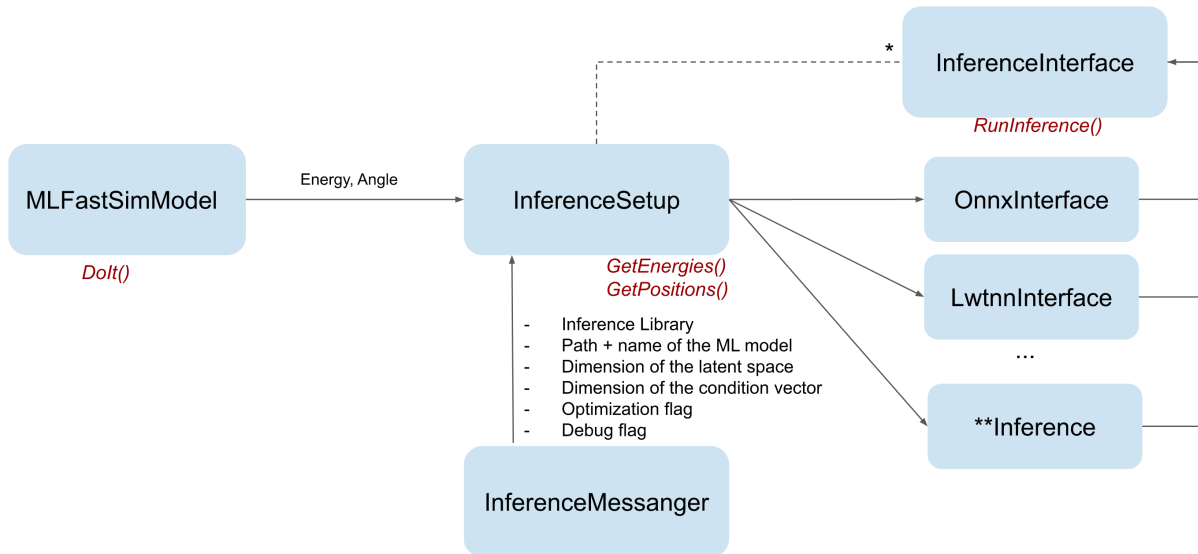 *
InferenceInterface
RunInference()
MLFastSimModel
DoIt()
Energy, Angle
InferenceSetup
GetEnergies()
GetPositions()
OnnxInterface
LwtnnInterface
...
**Inference
- Inference Library
- Path + name of the ML model
- Dimension of the latent space
- Dimension of the condition vector
- Optimization flag
- Debug flag
InferenceMessanger